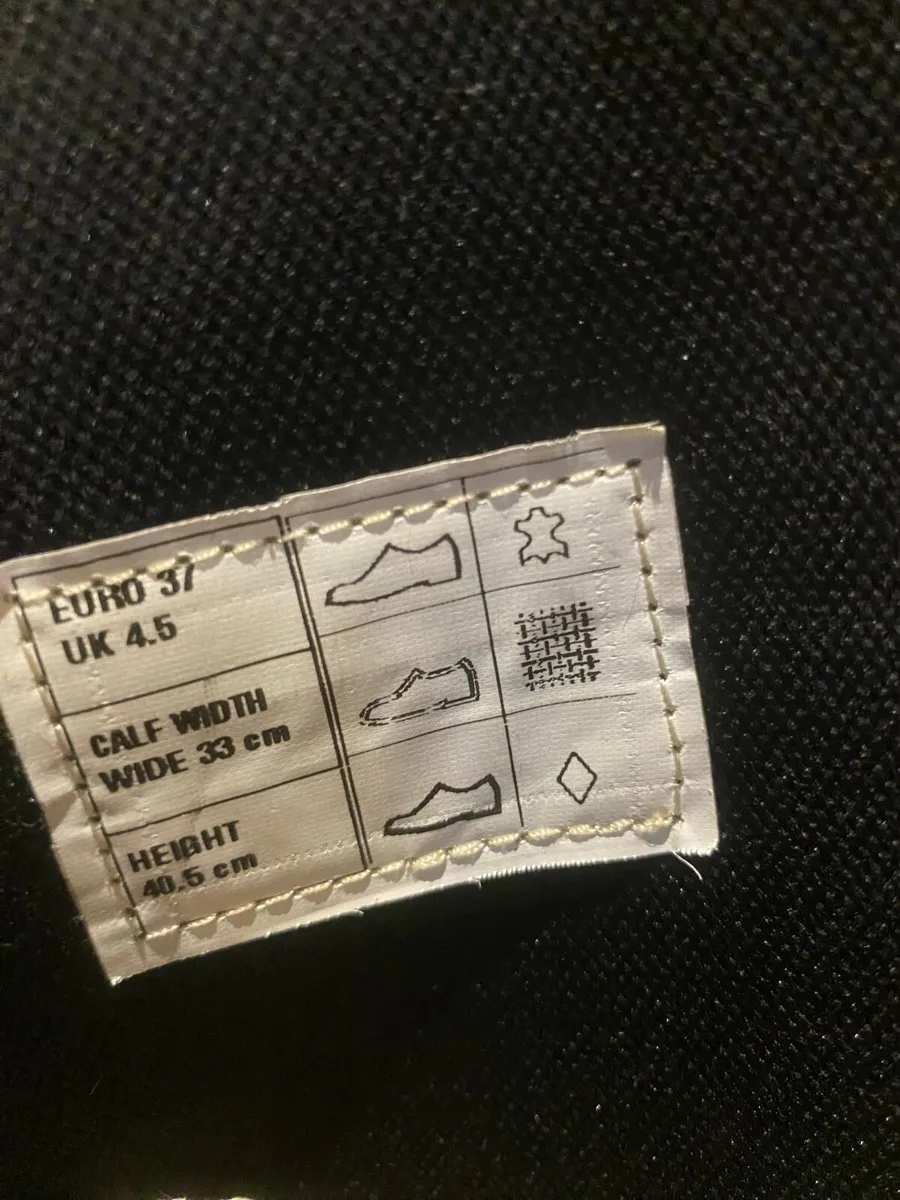 EURO 37
UK 4.5
CALF WIDTH
WIDE 33 cm
HEIGHT
40.5 cm